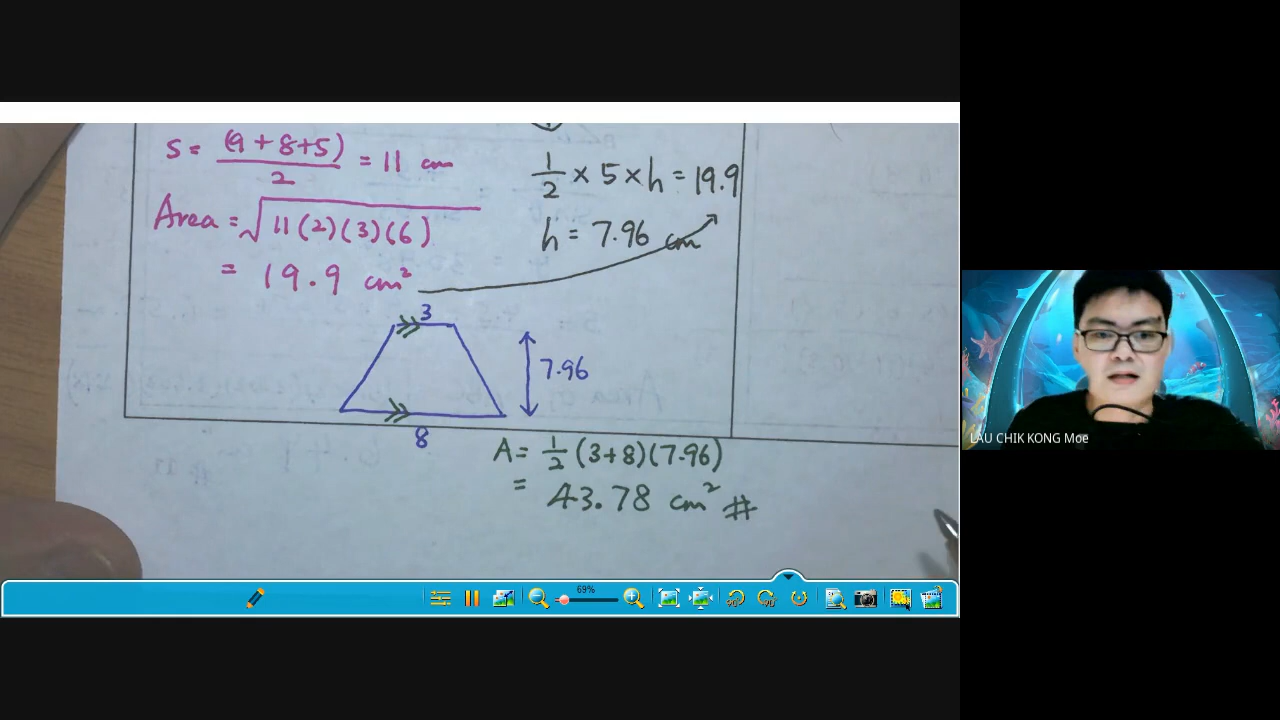 S = (9+8+5)/2 = 11 cm
Area = √11(2)(3)(6)
= 19.9 cm²
1/2 × 5 × h = 19.9
h = 7.96 cm
3
7.96
8
A = 1/2 (3+8)(7.96)
= 43.78 cm² #
69%
LAU CHIK KONG Moe